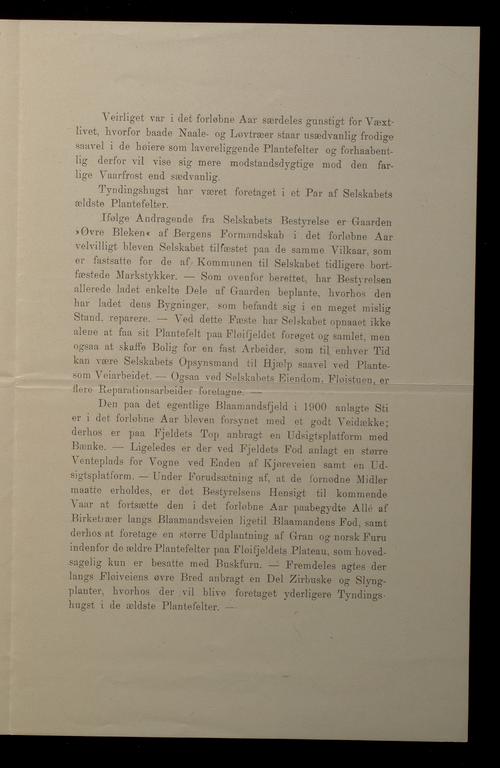 Veirliget var i det forløbne Aar særdeles gunstigt for Væxt-
livet, hvorfor baade Naale- og Løvtræer staar usædvanlig frodige
saavel i de høiere som lavereliggende Plantefelter og forhaabent-
lig derfor vil vise sig mere modstandsdygtige mod den far-
lige Vaarfrost end sædvanlig.
Tyndingshugst har været foretaget i et Par af Selskabets
ældste Plantefelter.
Ifølge Andragende fra Selskabets Bestyrelse er Gaarden
»Øvre Bleken« af Bergens Formandskab i det forløbne Aar
velvilligt bleven Selskabet tilfæstet paa de samme Vilkaar, som
er fastsatte for de af Kommunen til Selskabet tidligere bort-
fæstede Markstykker. — Som ovenfor berettet, har Bestyrelsen
allerede ladet enkelte Dele af Gaarden beplante, hvorhos den
har ladet dens Bygninger, som befandt sig i en meget mislig
Stand, reparere. — Ved dette Fæste har Selskabet opnaaet ikke
alene at faa sit Plantefelt paa Fløifjeldet forøget og samlet, men
ogsaa at skaffe Bolig for en fast Arbeider, som til enhver Tid
kan være Selskabets Opsynsmand til Hjælp saavel ved Plante-
som Veiarbeidet. — Ogsaa ved Selskabets Eiendom, Fløistuen, er
flere Reparationsarbeider foretagne. —
Den paa det egentlige Blaamandsfjeld i 1900 anlagte Sti
er i det forløbne Aar bleven forsynet med et godt Veidække;
derhos er paa Fjeldets Top anbragt en Udsigtsplatform med
Bænke. — Ligeledes er der ved Fjeldets Fod anlagt en større
Venteplads for Vogne ved Enden af Kjøreveien samt en Ud-
sigtsplatform. — Under Forudsætning af, at de fornødne Midler
maatte erholdes, er det Bestyrelsens Hensigt til kommende
Vaar at fortsætte den i det forløbne Aar paabegydte Allé af
Birketræer langs Blaamandsveien ligetil Blaamandens Fod, samt
derhos at foretage en større Udplantning af Gran og norsk Furu
indenfor de ældre Plantefelter paa Fløifjeldets Plateau, som hoved-
sagelig kun er besatte med Buskfuru. — Fremdeles agtes der
langs Fløiveiens øvre Bred anbragt en Del Zirbuske og Slyng-
planter, hvorhos der vil blive foretaget yderligere Tyndings-
hugst i de ældste Plantefelter. —